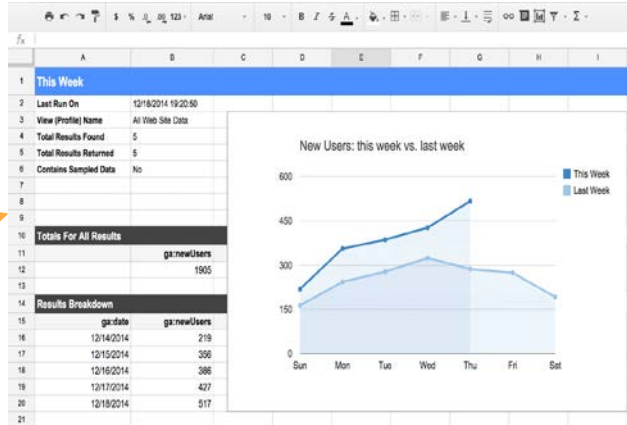 $ % .0_ .00_ 123 Arial 10 B I S A
fx
A B C D E F G H I
1 This Week
2 Last Run On 12/18/2014 19:20:50
3 View (Profile) Name All Web Site Data
4 Total Results Found 5
5 Total Results Returned 5
6 Contains Sampled Data No
7
8
9
10 Totals For All Results
11 ga:newUsers
12 1905
13
14 Results Breakdown
15 ga:date ga:newUsers
16 12/14/2014 219
17 12/15/2014 356
18 12/16/2014 386
19 12/17/2014 427
20 12/18/2014 517
21
New Users: this week vs. last week
This Week
Last Week
600
450
300
150
0
Sun Mon Tue Wed Thu Fri Sat